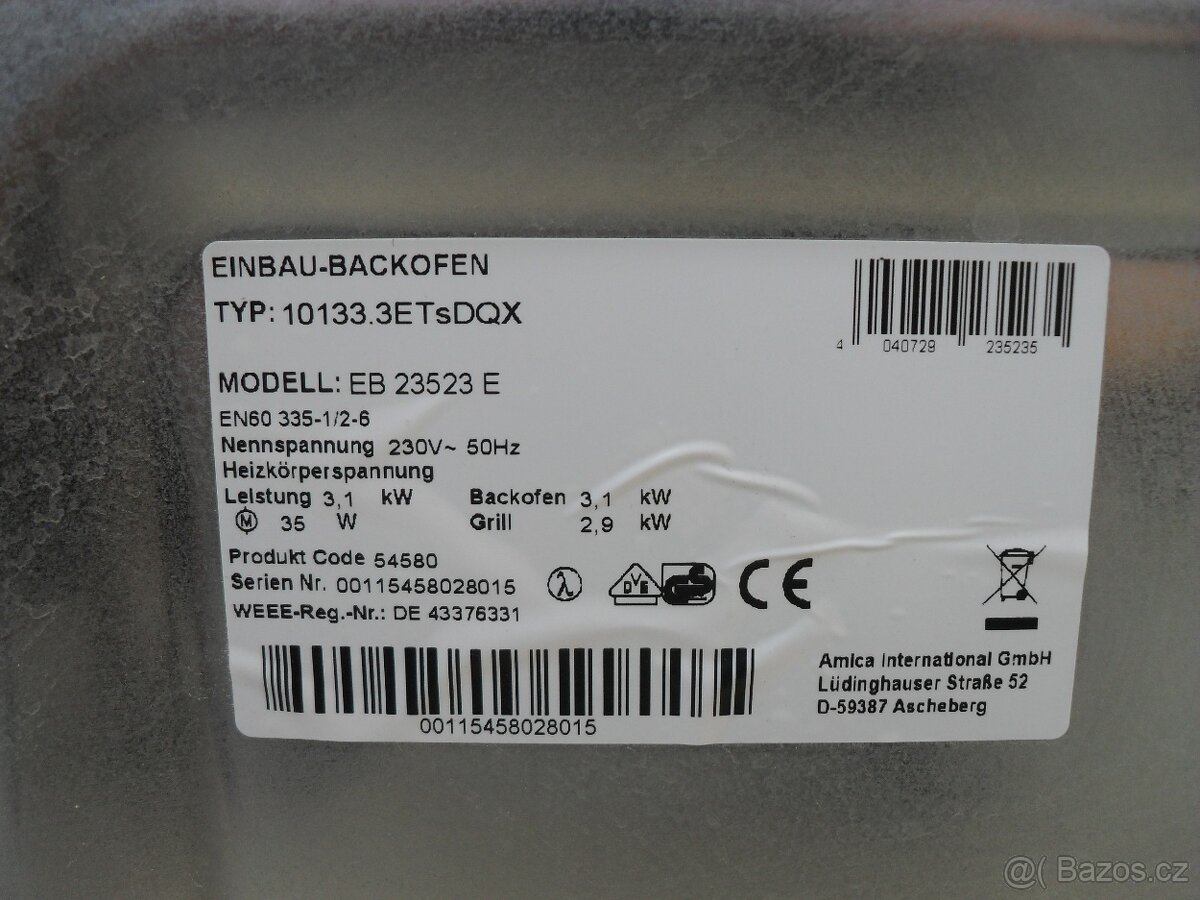 EINBAU-BACKOFEN
TYP: 10133.3ETsDQX
4 040729 235235
MODELL: EB 23523 E
EN60 335-1/2-6
Nennspannung 230V~ 50Hz
Heizkörperspannung
Leistung 3,1 kW Backofen 3,1 kW
M 35 W Grill 2,9 kW
Produkt Code 54580
Serien Nr. 00115458028015 λ DVE GS CE
WEEE-Reg.-Nr.: DE 43376331
00115458028015
Amica International GmbH
Lüdinghauser Straße 52
D-59387 Ascheberg
@( Bazos.cz